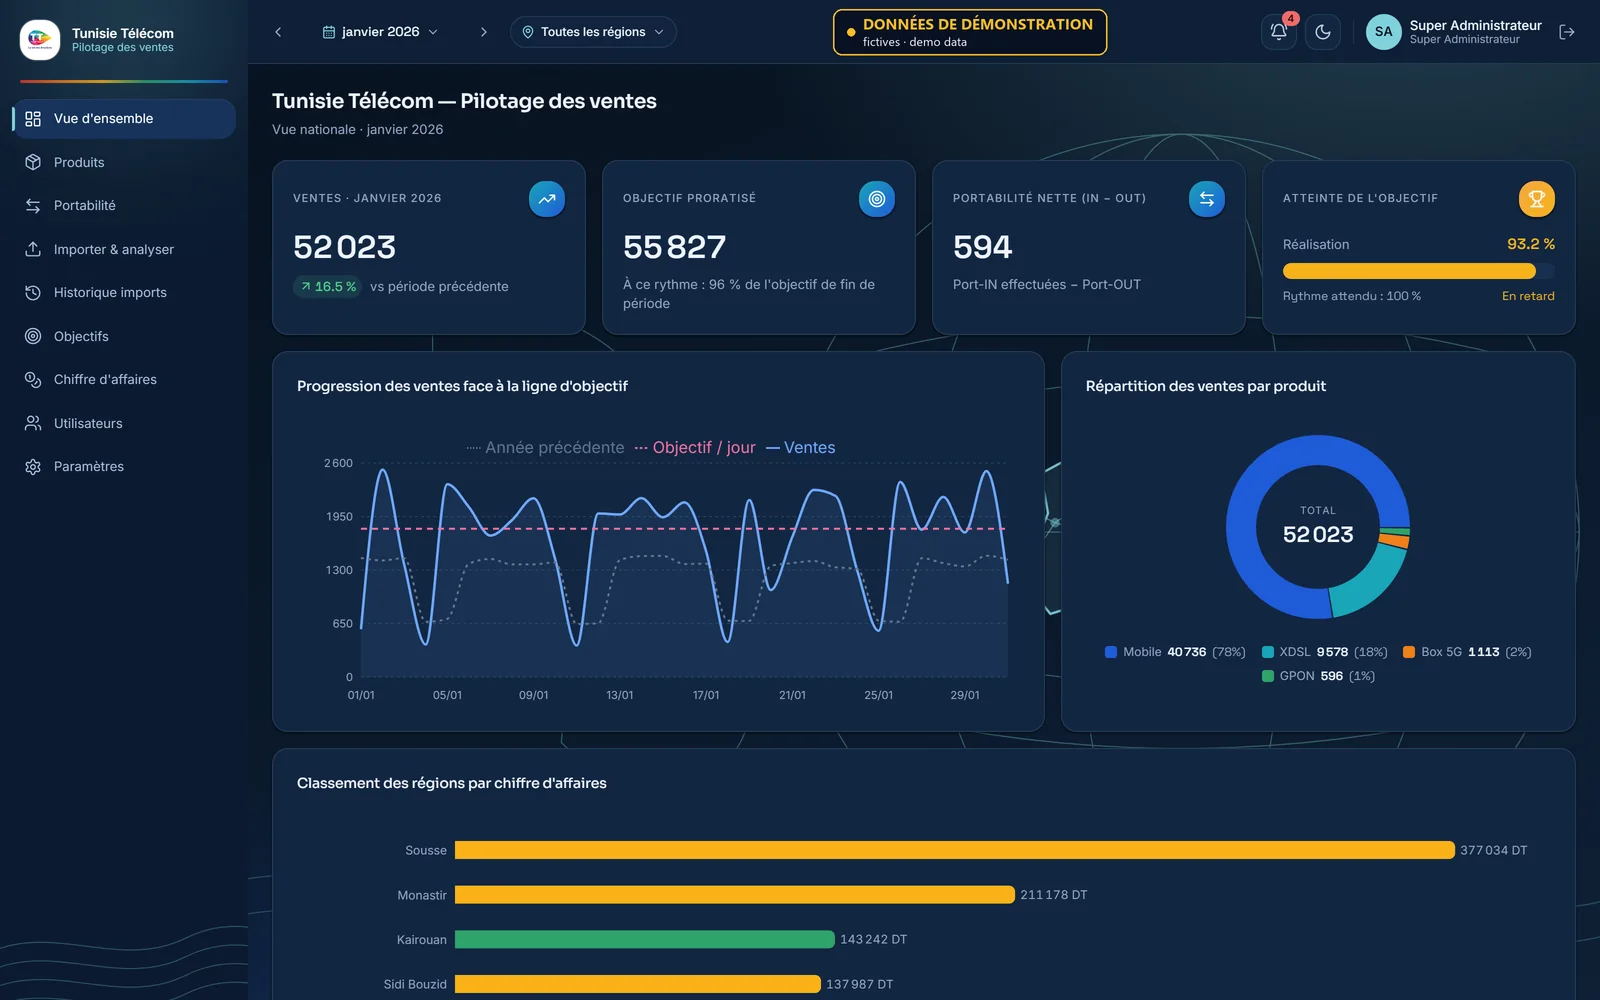 Tunisie Télécom
Pilotage des ventes
janvier 2026
Toutes les régions
DONNÉES DE DÉMONSTRATION
fictives · demo data
4
SA
Super Administrateur
Super Administrateur
Vue d'ensemble
Produits
Portabilité
Importer & analyser
Historique imports
Objectifs
Chiffre d'affaires
Utilisateurs
Paramètres
Tunisie Télécom — Pilotage des ventes
Vue nationale · janvier 2026
VENTES · JANVIER 2026
52 023
16.5 % vs période précédente
OBJECTIF PRORATISÉ
55 827
À ce rythme : 96 % de l'objectif de fin de
période
PORTABILITÉ NETTE (IN − OUT)
594
Port-IN effectuées − Port-OUT
ATTEINTE DE L'OBJECTIF
Réalisation 93.2 %
Rythme attendu : 100 % En retard
Progression des ventes face à la ligne d'objectif
Année précédente Objectif / jour Ventes
2 600
1950
1300
650
0
01/01 05/01 09/01 13/01 17/01 21/01 25/01 29/01
Répartition des ventes par produit
TOTAL
52 023
Mobile 40 736 (78%) XDSL 9 578 (18%) Box 5G 1 113 (2%)
GPON 596 (1%)
Classement des régions par chiffre d'affaires
Sousse 377 034 DT
Monastir 211 178 DT
Kairouan 143 242 DT
Sidi Bouzid 137 987 DT